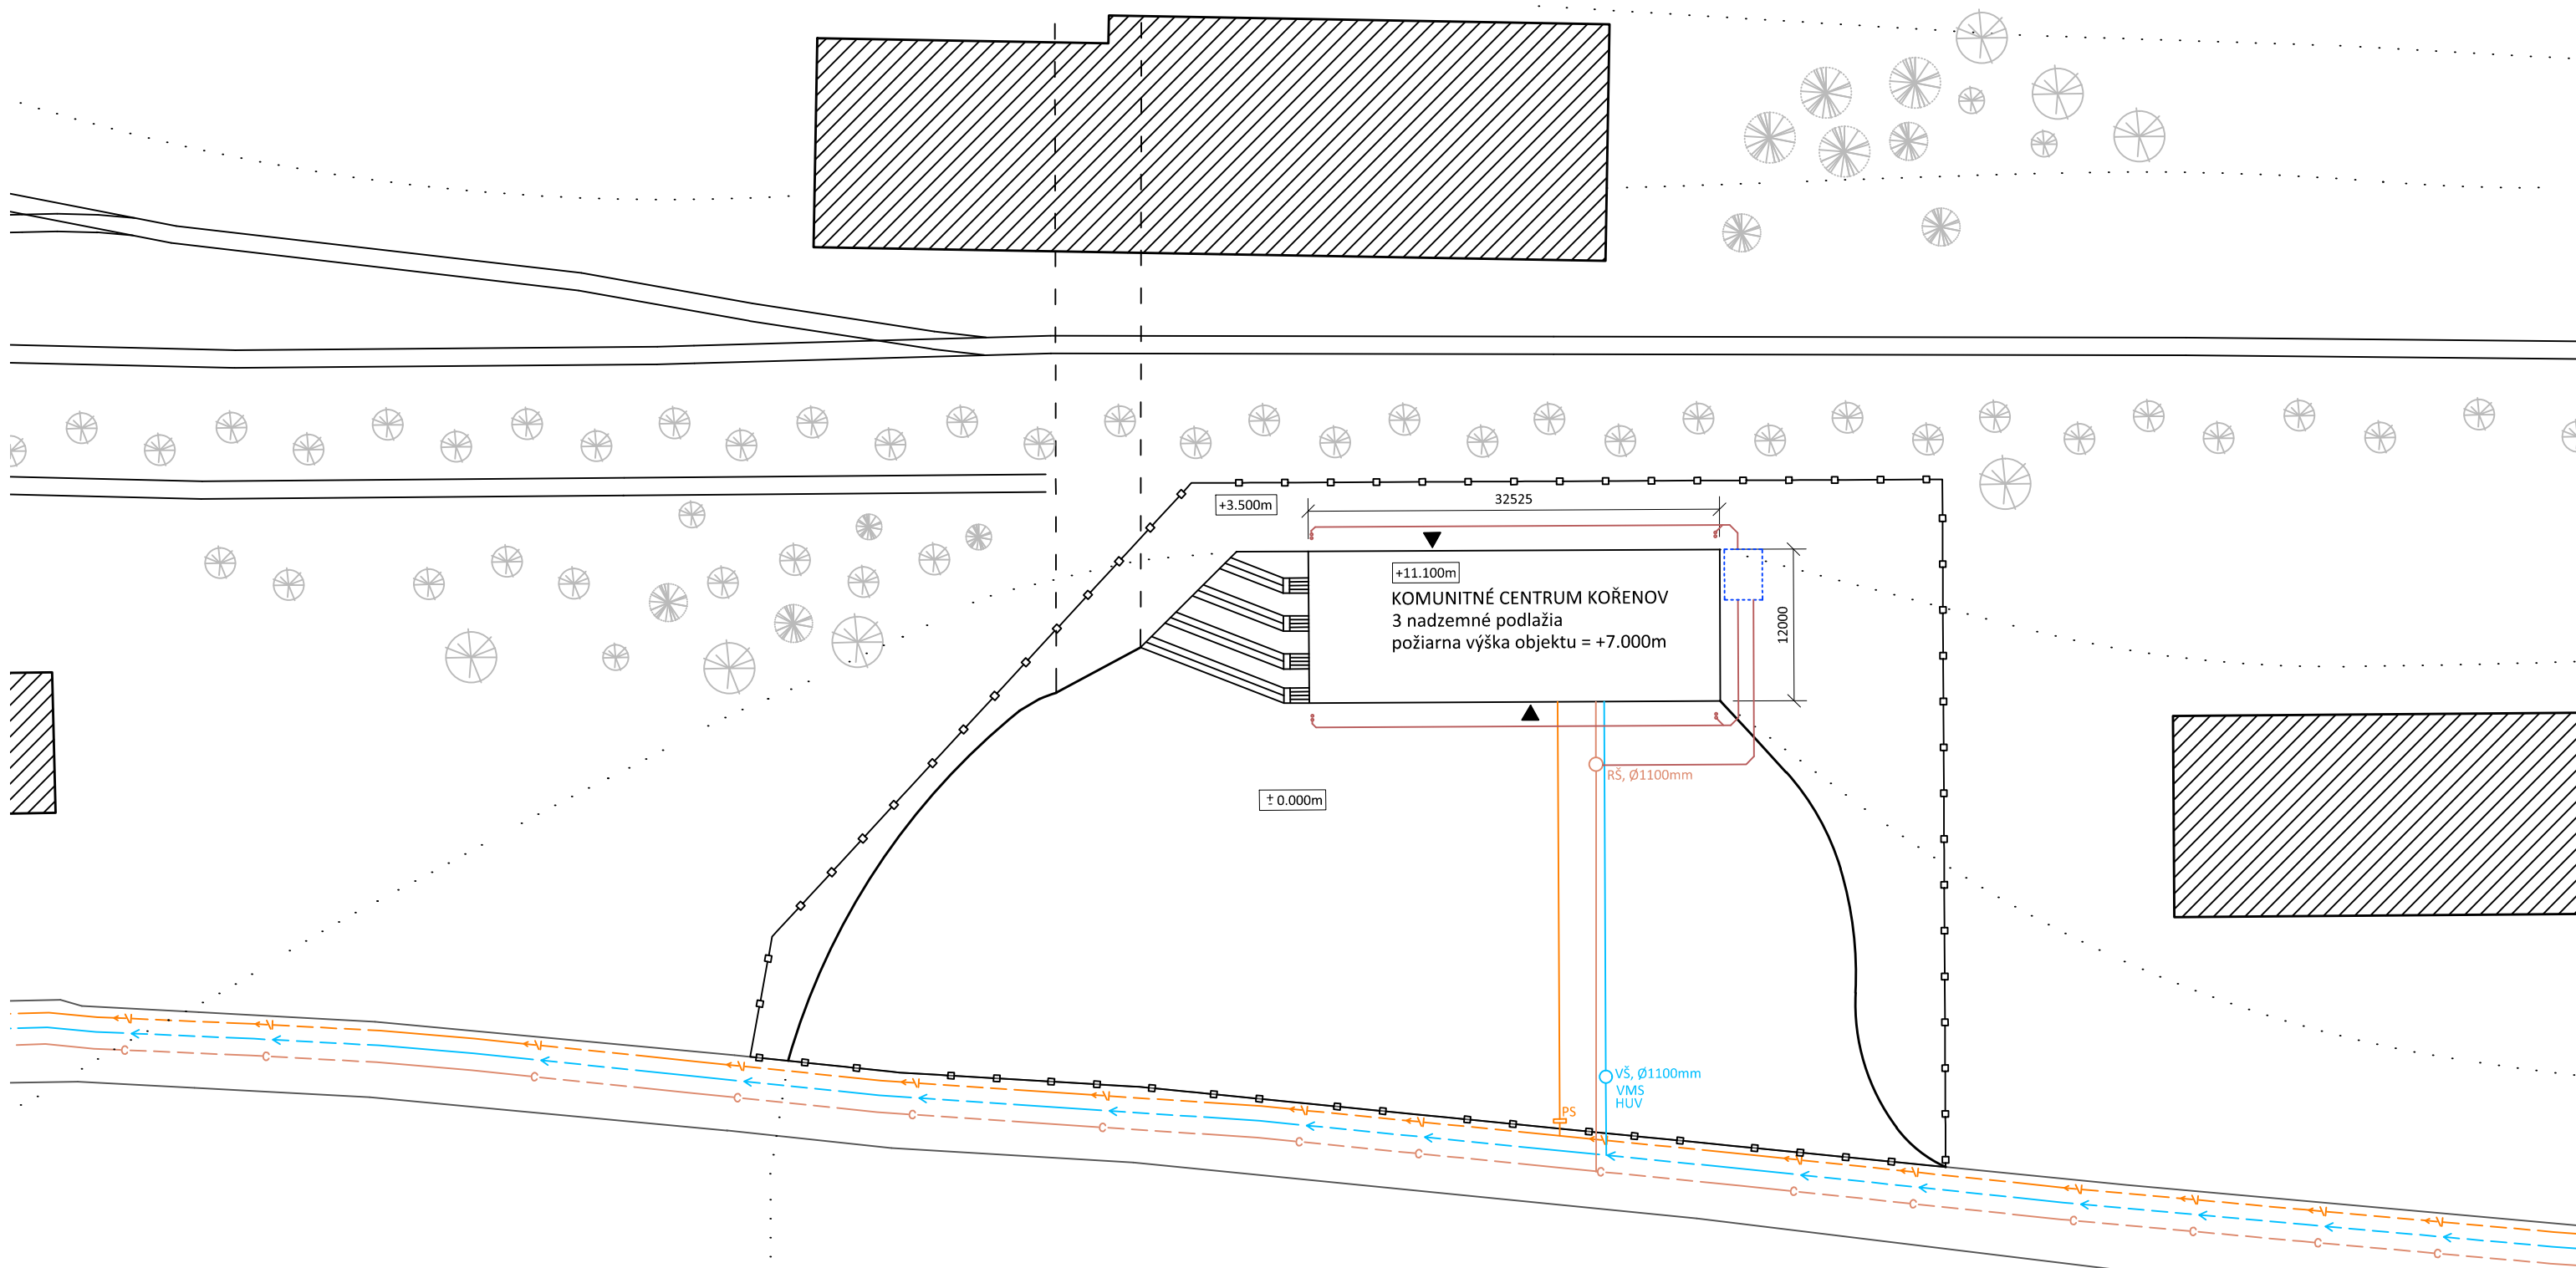 +3.500m
32525
+11.100m
KOMUNITNÉ CENTRUM KOŘENOV
3 nadzemné podlažia
požiarna výška objektu = +7.000m
12000
RŠ, Ø1100mm
± 0.000m
VŠ, Ø1100mm
VMS
HUV
PS